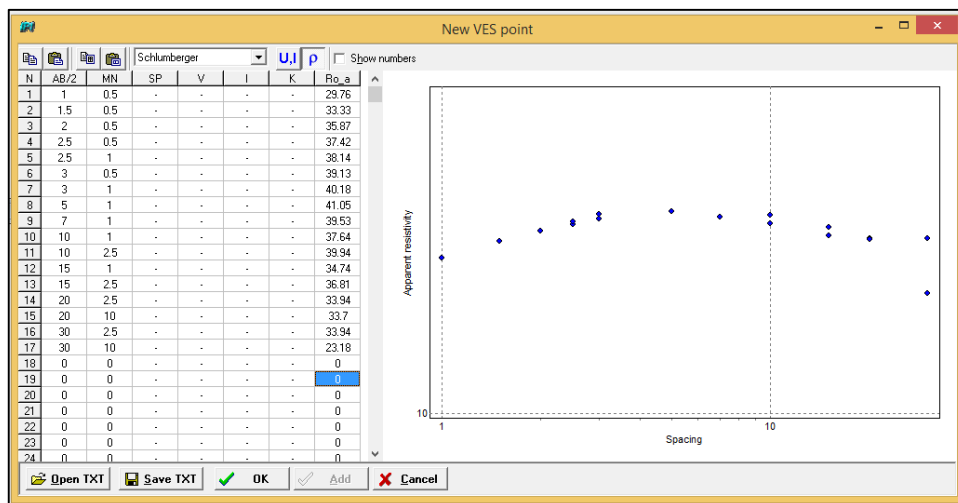 New VES point
Schlumberger U,I ρ Show numbers
N AB/2 MN SP V I K Ro_a
1 1 0.5 - - - - 29.76
2 1.5 0.5 - - - - 33.33
3 2 0.5 - - - - 35.87
4 2.5 0.5 - - - - 37.42
5 2.5 1 - - - - 38.14
6 3 0.5 - - - - 39.13
7 3 1 - - - - 40.18
8 5 1 - - - - 41.05
9 7 1 - - - - 39.53
10 10 1 - - - - 37.64
11 10 2.5 - - - - 39.94
12 15 1 - - - - 34.74
13 15 2.5 - - - - 36.81
14 20 2.5 - - - - 33.94
15 20 10 - - - - 33.7
16 30 2.5 - - - - 33.94
17 30 10 - - - - 23.18
18 0 0 - - - - 0
19 0 0 - - - - 0
20 0 0 - - - - 0
21 0 0 - - - - 0
22 0 0 - - - - 0
23 0 0 - - - - 0
24 0 0 - - - - 0
Apparent resistivity
10
1 10
Spacing
Open TXT Save TXT OK Add Cancel